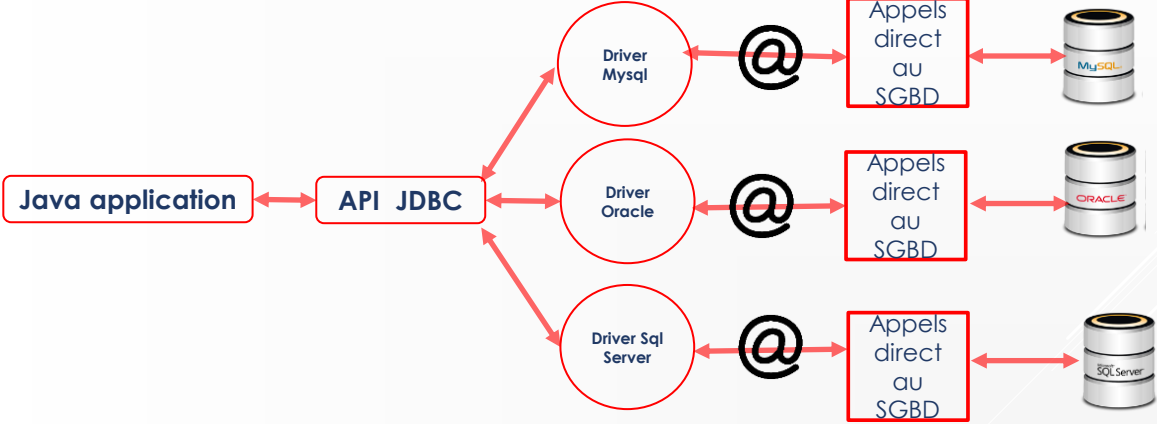 Java application
API JDBC
Driver
Mysql
@
Appels
direct
au
SGBD
MySQL
Driver
Oracle
@
Appels
direct
au
SGBD
ORACLE
Driver Sql
Server
@
Appels
direct
au
SGBD
SQL Server